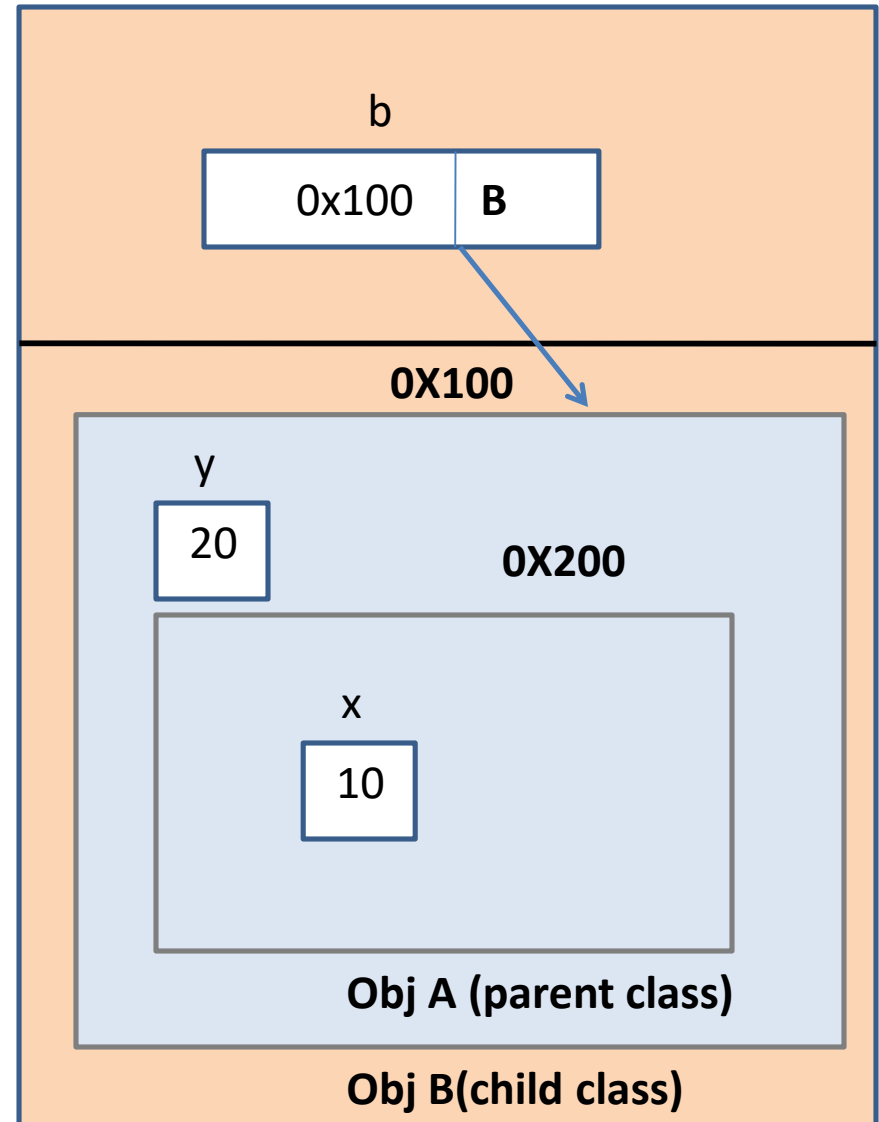 b
0x100 B
0X100
y
20
0X200
x
10
Obj A (parent class)
Obj B(child class)